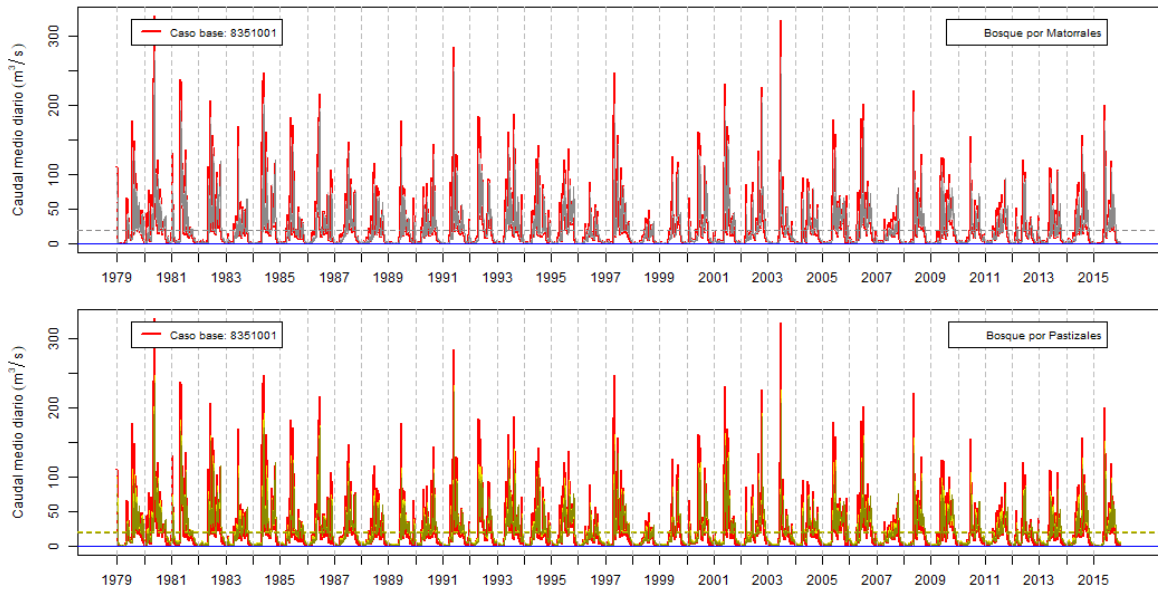 Caudal medio diario (m³/s)
300
200
100
50
0
Caso base: 8351001
Bosque por Matorrales
1979 1981 1983 1985 1987 1989 1991 1993 1995 1997 1999 2001 2003 2005 2007 2009 2011 2013 2015
Caudal medio diario (m³/s)
300
200
100
50
0
Caso base: 8351001
Bosque por Pastizales
1979 1981 1983 1985 1987 1989 1991 1993 1995 1997 1999 2001 2003 2005 2007 2009 2011 2013 2015